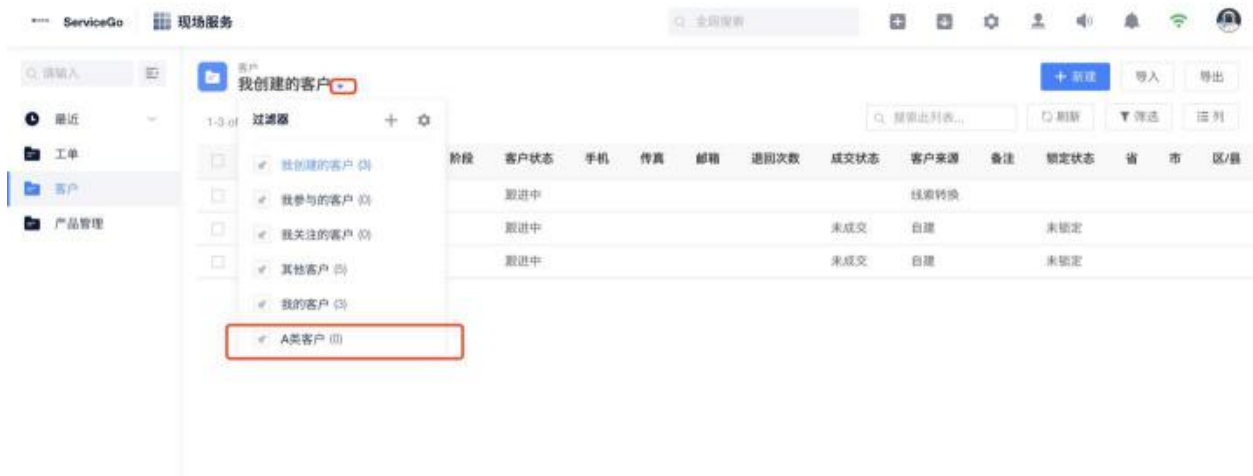 ServiceGo 现场服务
全局搜索
请输入
最近
工单
客户
产品管理
客户
我创建的客户
+ 新建 导入 导出
1-3 of
搜索此列表...
刷新 筛选 列
过滤器
我创建的客户 (3)
我参与的客户 (0)
我关注的客户 (0)
其他客户 (5)
我的客户 (3)
A类客户 (0)
阶段 客户状态 手机 传真 邮箱 退回次数 成交状态 客户来源 备注 锁定状态 省 市 区/县
跟进中 线索转换
跟进中 未成交 自建 未锁定
跟进中 未成交 自建 未锁定